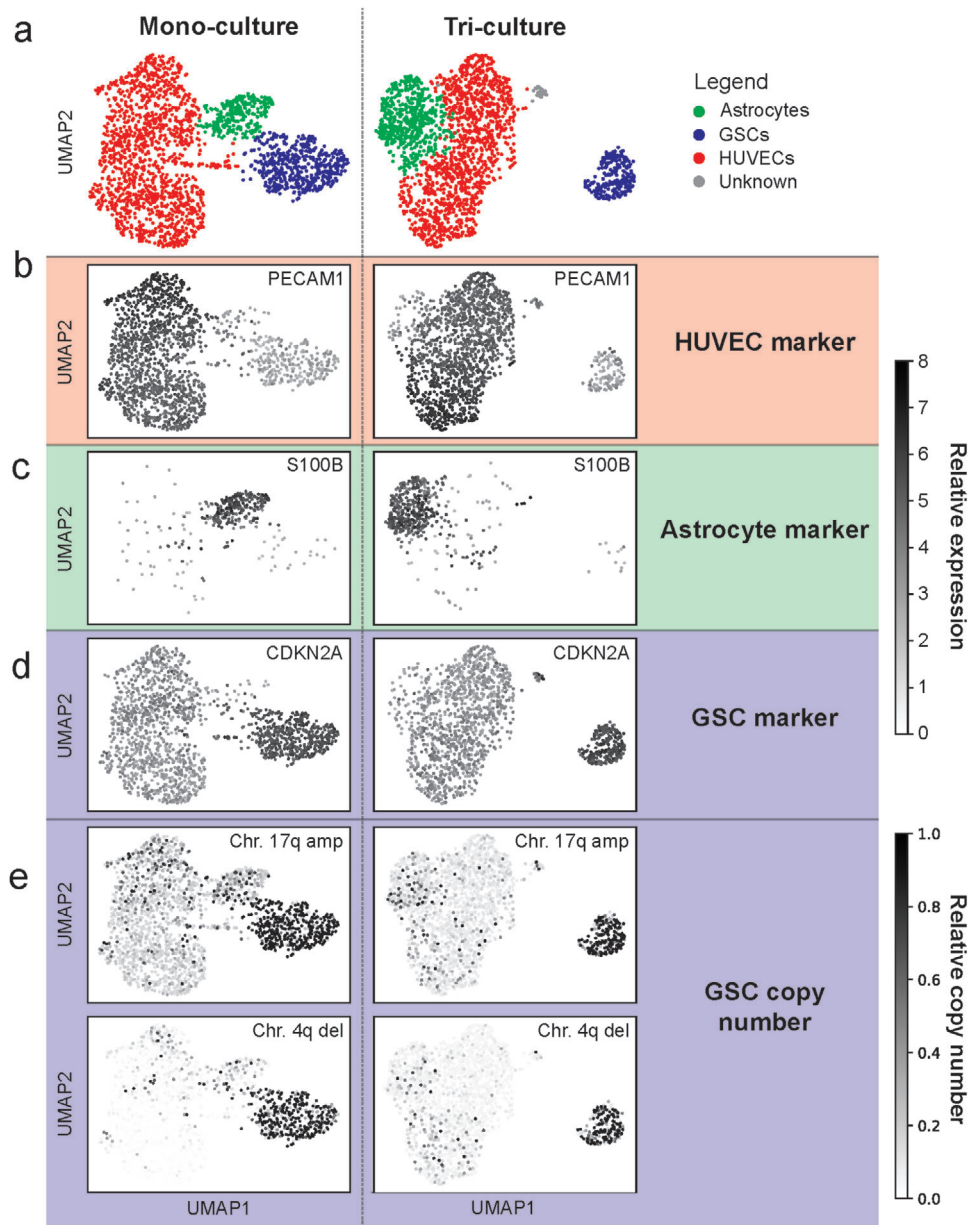 a
Mono-culture
Tri-culture
UMAP2
Legend
Astrocytes
GSCs
HUVECs
Unknown
b
UMAP2
PECAM1
PECAM1
HUVEC marker
c
UMAP2
S100B
S100B
Astrocyte marker
8
7
6
5
4
3
2
1
0
Relative expression
d
UMAP2
CDKN2A
CDKN2A
GSC marker
e
UMAP2
Chr. 17q amp
Chr. 17q amp
GSC copy
number
1.0
0.8
0.6
0.4
0.2
0.0
Relative copy number
UMAP2
Chr. 4q del
Chr. 4q del
UMAP1
UMAP1